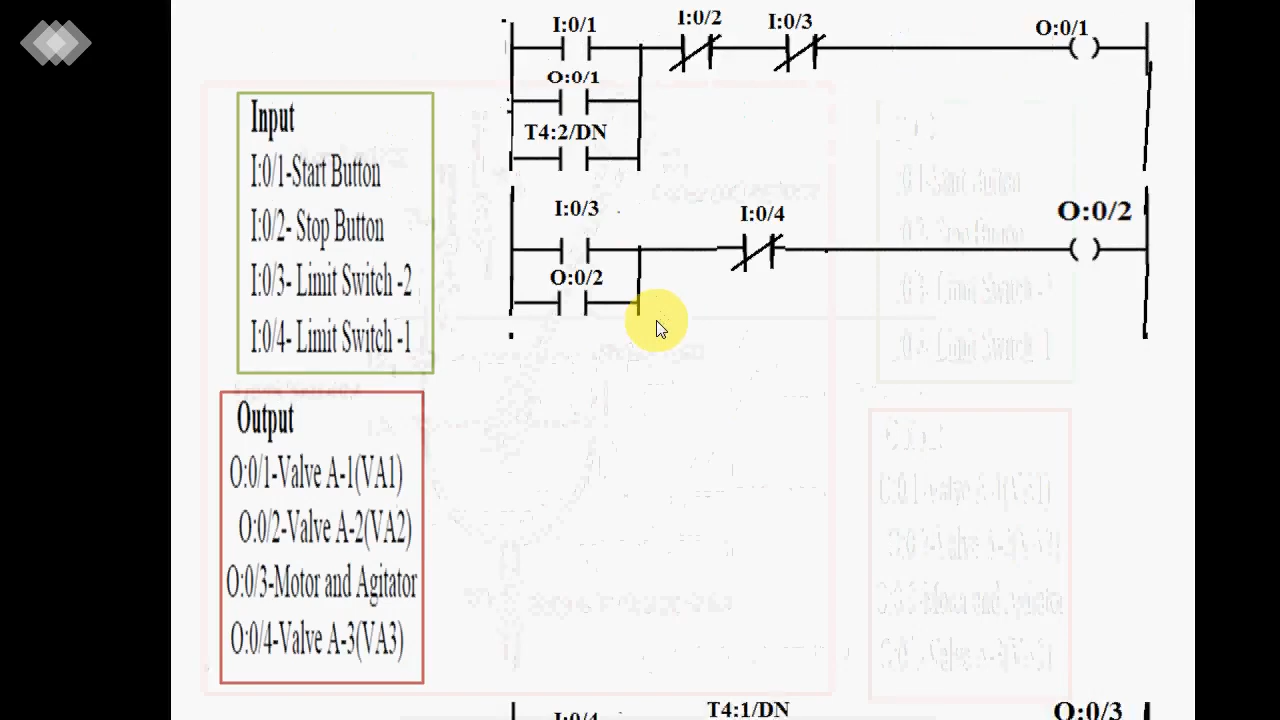 I:0/1
I:0/2
I:0/3
O:0/1
O:0/1
T4:2/DN
I:0/3
I:0/4
O:0/2
O:0/2
Input
I:0/1-Start Button
I:0/2- Stop Button
I:0/3- Limit Switch -2
I:0/4- Limit Switch -1
Output
O:0/1-Valve A-1(VA1)
O:0/2-Valve A-2(VA2)
O:0/3-Motor and Agitator
O:0/4-Valve A-3(VA3)
I:0/4
T4:1/DN
O:0/3